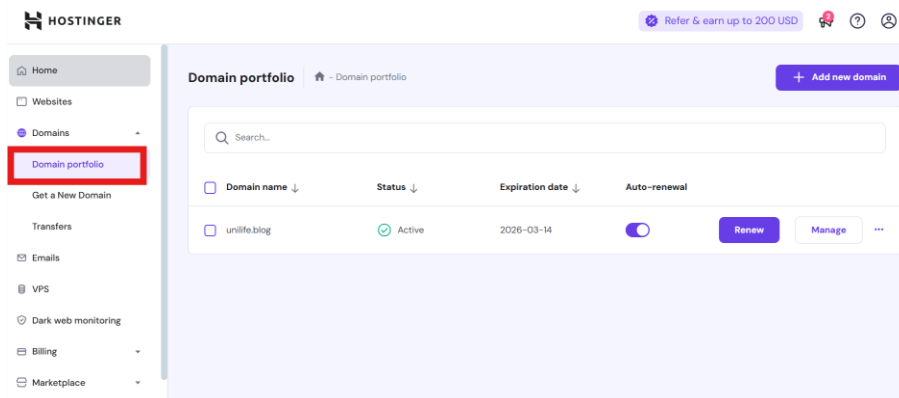 HOSTINGER
Refer & earn up to 200 USD
2
Home
Websites
Domains
Domain portfolio
Get a New Domain
Transfers
Emails
VPS
Dark web monitoring
Billing
Marketplace
Domain portfolio
- Domain portfolio
+ Add new domain
Search...
Domain name ↓ Status ↓ Expiration date ↓ Auto-renewal
unilife.blog Active 2026-03-14 Renew Manage ...